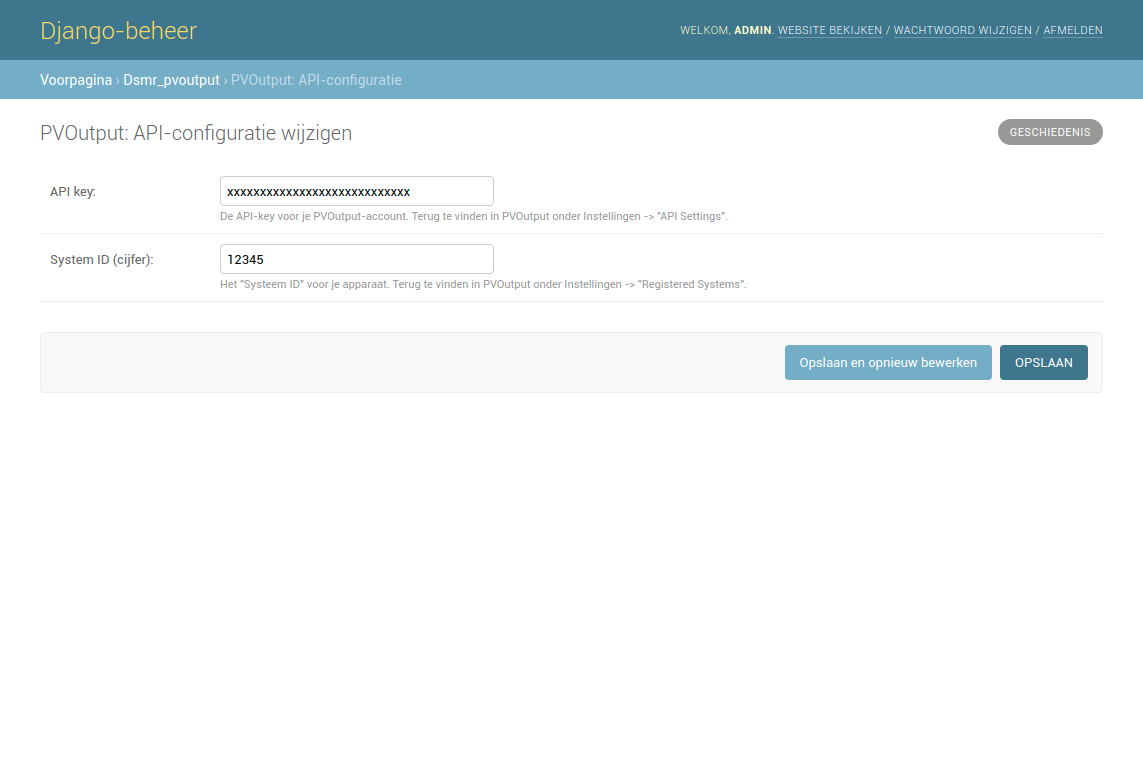 Django-beheer
WELKOM, ADMIN. WEBSITE BEKIJKEN / WACHTWOORD WIJZIGEN / AFMELDEN
Voorpagina › Dsmr_pvoutput › PVOutput: API-configuratie
PVOutput: API-configuratie wijzigen
GESCHIEDENIS
API key:
xxxxxxxxxxxxxxxxxxxxxxxxxxxx
De API-key voor je PVOutput-account. Terug te vinden in PVOutput onder Instellingen -> "API Settings".
System ID (cijfer):
12345
Het "Systeem ID" voor je apparaat. Terug te vinden in PVOutput onder Instellingen -> "Registered Systems".
Opslaan en opnieuw bewerken
OPSLAAN